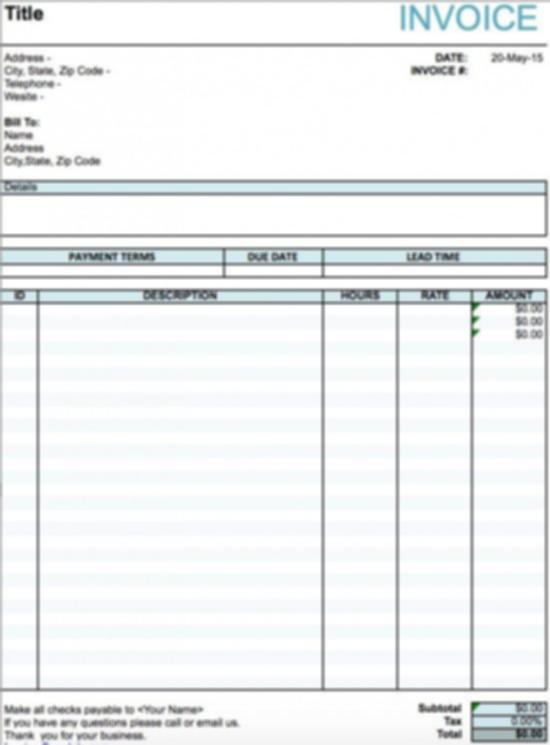 Title INVOICE
Address - DATE: 20-May-15
City, State, Zip Code - INVOICE #:
Telephone -
Wesite -
Bill To:
Name
Address
City,State, Zip Code
Details
PAYMENT TERMS DUE DATE LEAD TIME
ID DESCRIPTION HOURS RATE AMOUNT
$0.00
$0.00
$0.00
Make all checks payable to <Your Name> Subtotal $0.00
If you have any questions please call or email us. Tax 0.00%
Thank you for your business. Total $0.00